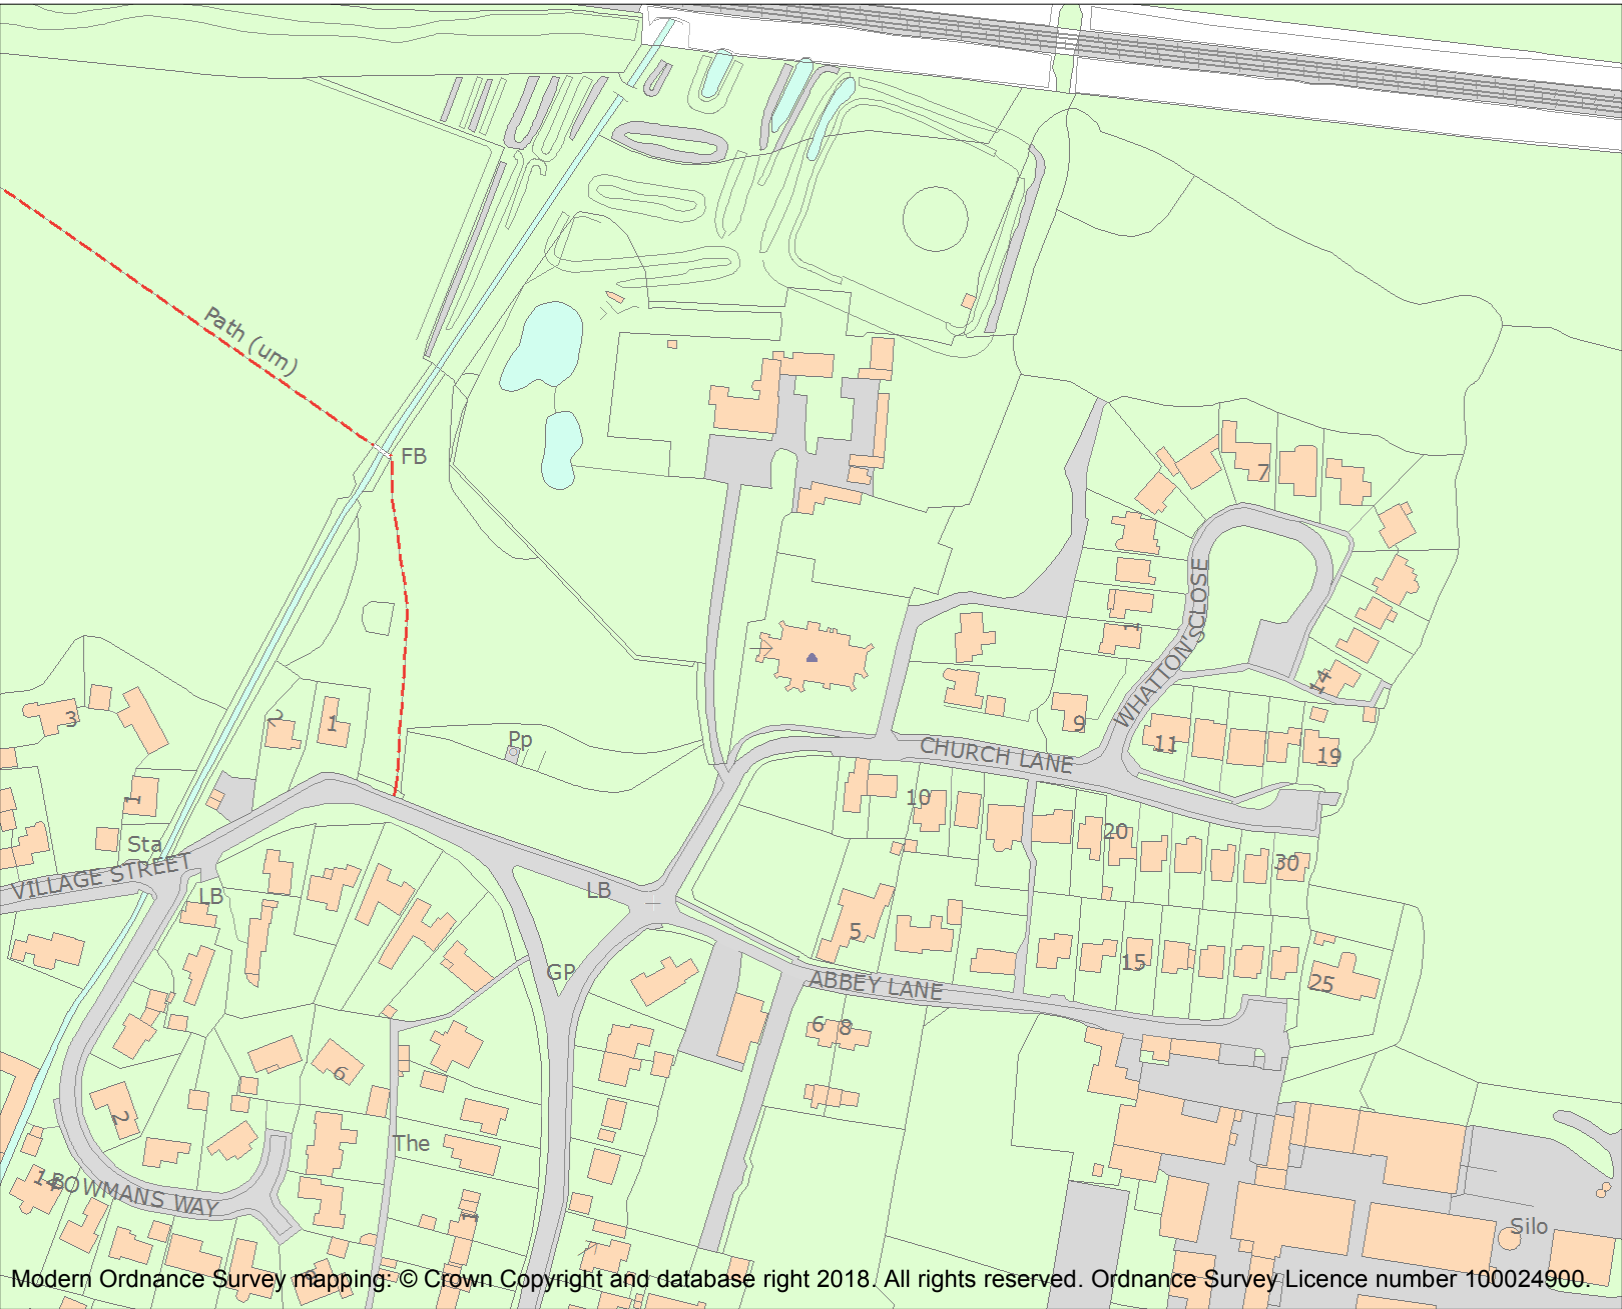 Path (um)
FB
7
1
WHATTON'S CLOSE
14
3
2
1
Pp
9
11
CHURCH LANE
19
1
10
20
30
Sta
VILLAGE STREET
LB
LB
5
15
25
GP
ABBEY LANE
6
8
6
2
The
14
BOWMANS WAY
1
Silo
Modern Ordnance Survey mapping: © Crown Copyright and database right 2018. All rights reserved. Ordnance Survey Licence number 100024900.